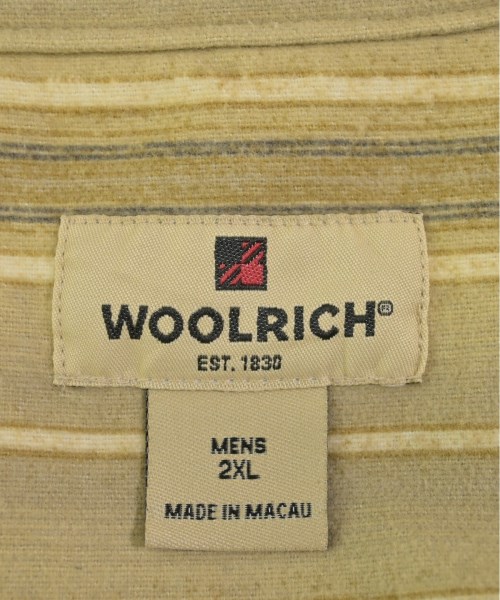 WOOLRICH®
EST. 1830
MENS
2XL
MADE IN MACAU